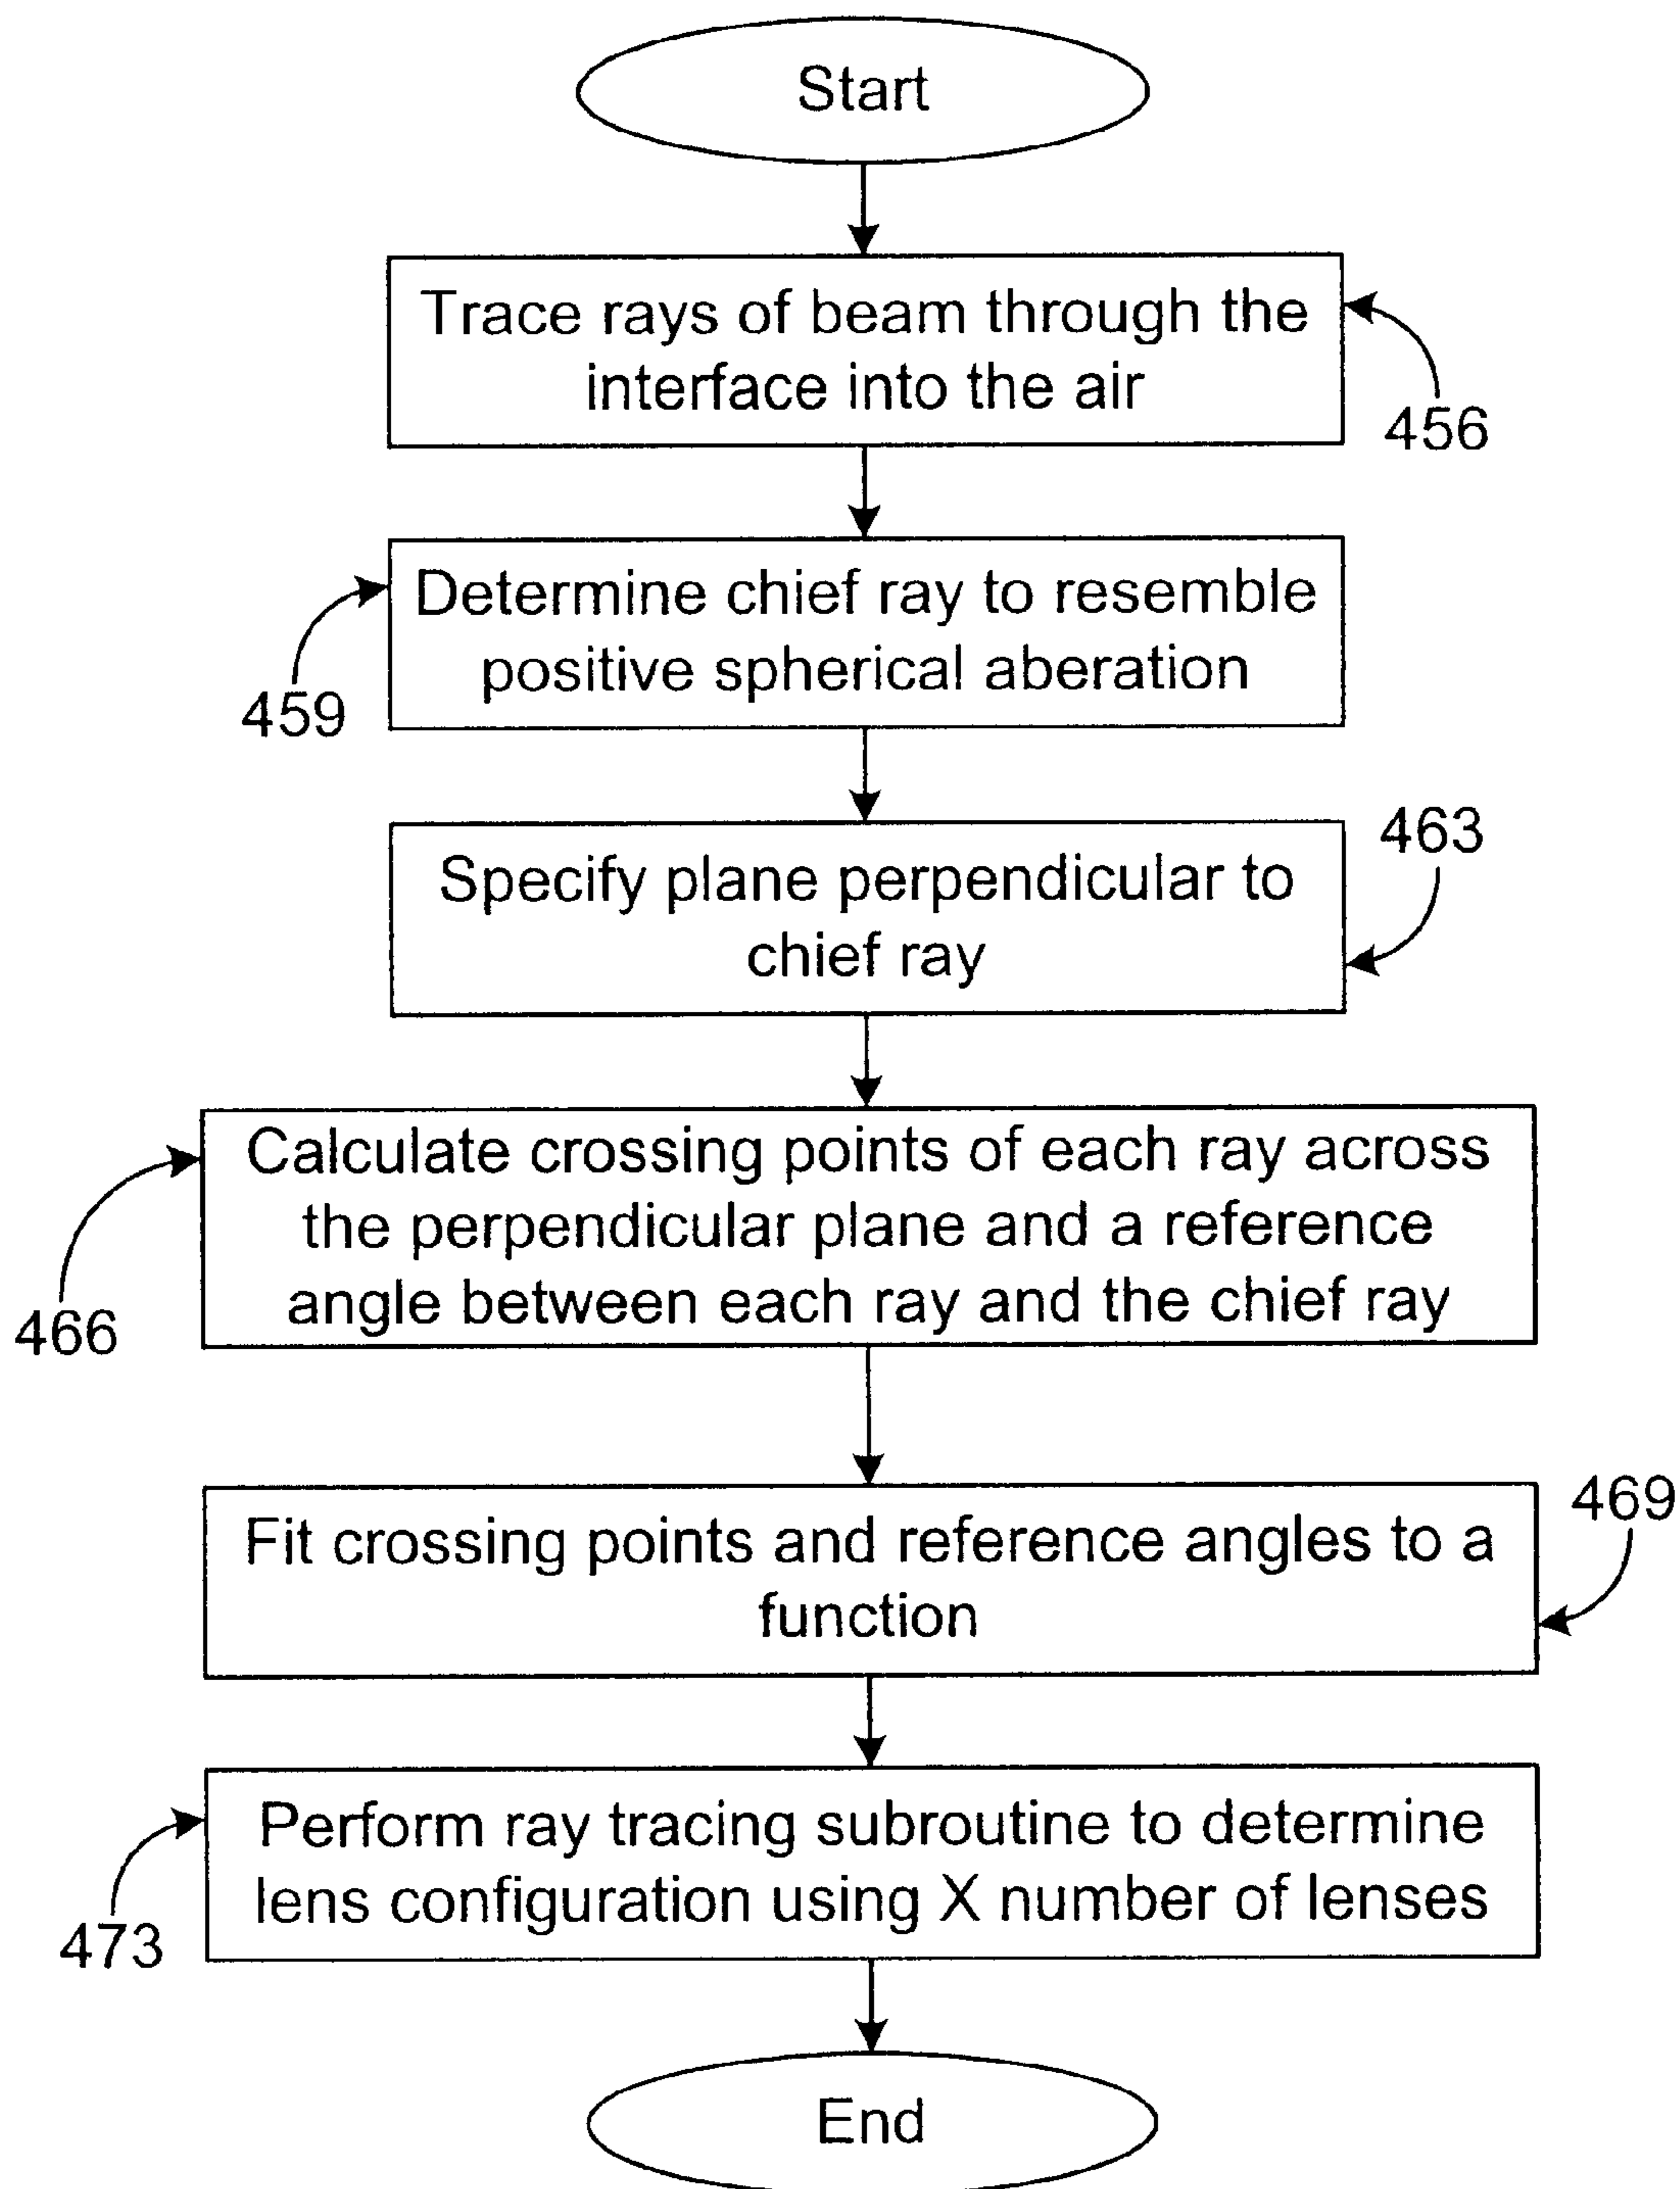 Start
Trace rays of beam through the
interface into the air
456
Determine chief ray to resemble
positive spherical aberation
459
Specify plane perpendicular to
chief ray
463
Calculate crossing points of each ray across
the perpendicular plane and a reference
angle between each ray and the chief ray
466
Fit crossing points and reference angles to a
function
469
Perform ray tracing subroutine to determine
lens configuration using X number of lenses
473
End